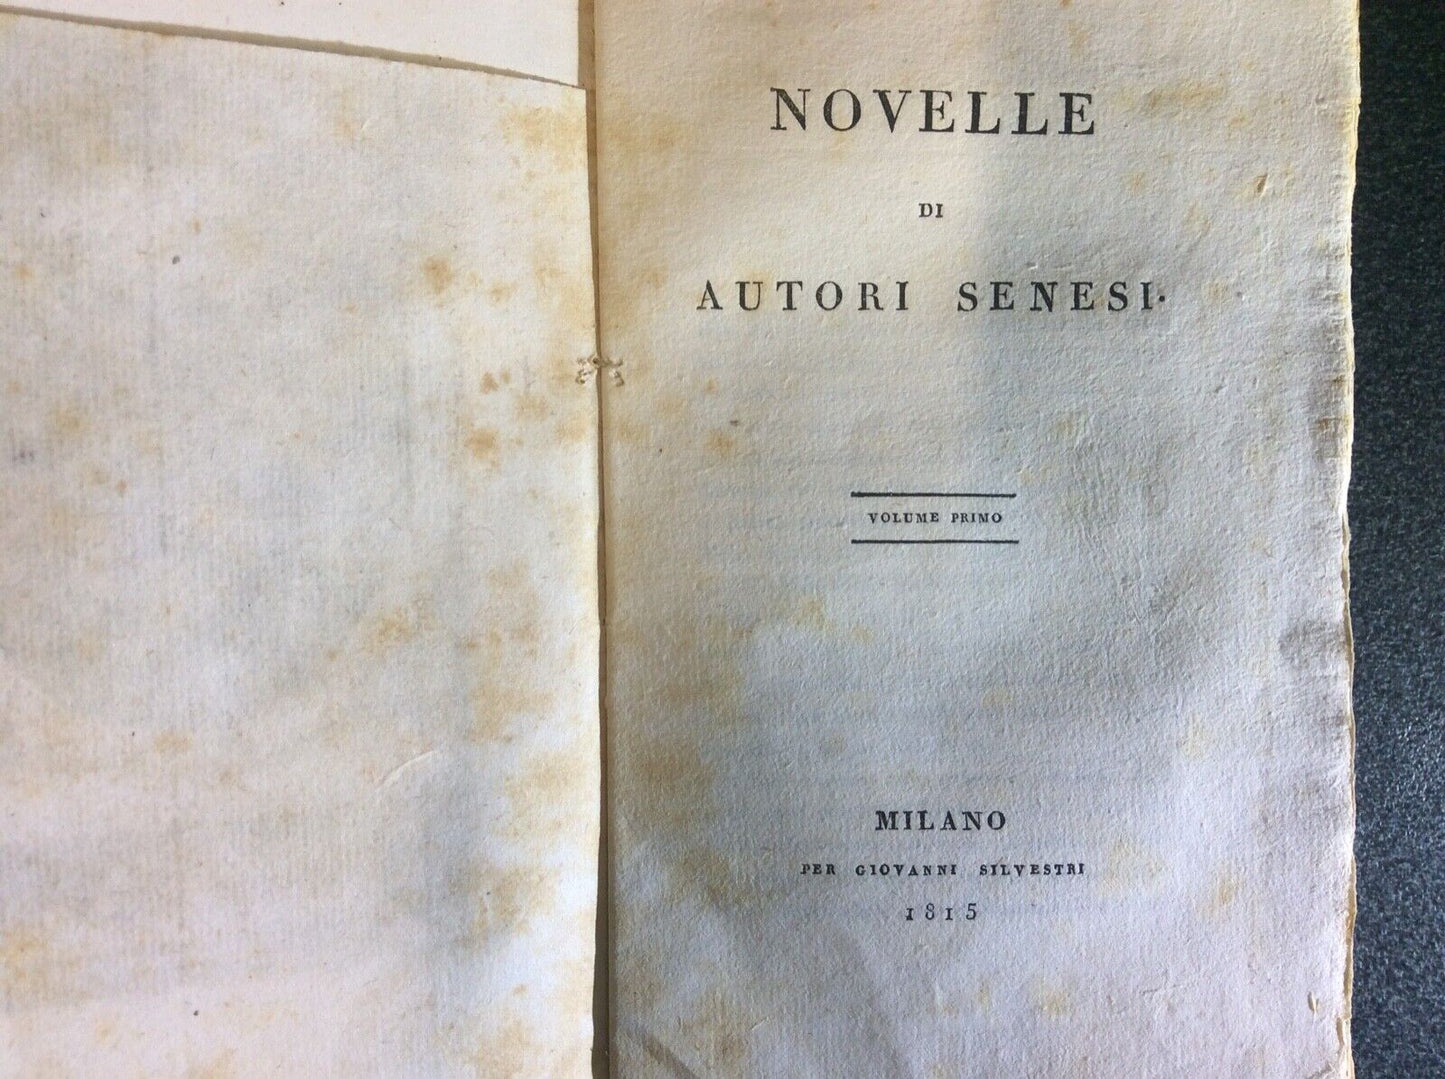 NOVELLE
DI
AUTORI SENESI.
VOLUME PRIMO
MILANO
PER GIOVANNI SILVESTRI
1815